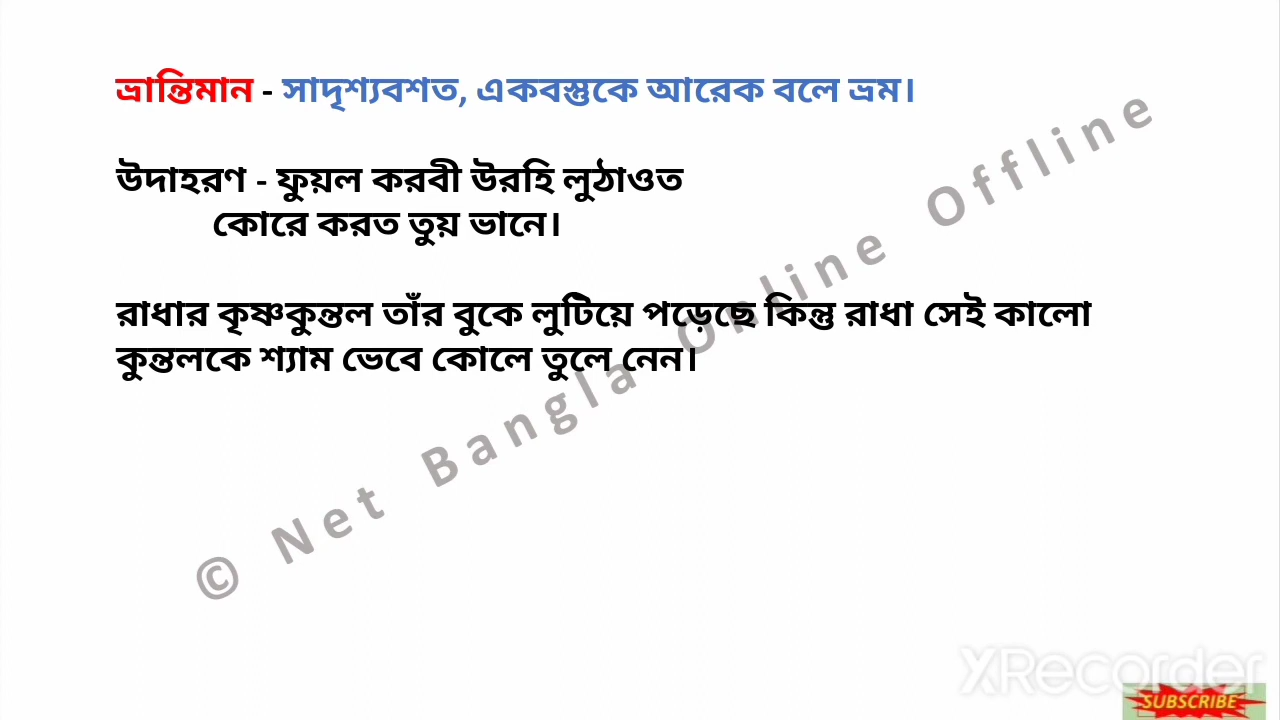 ভ্রান্তিমান - সাদৃশ্যবশত, একবস্তুকে আরেক বলে ভ্রম।
উদাহরণ - ফুয়ল করবী উরহি লুঠাওত
কোরে করত তুয় ভানে।
রাধার কৃষ্ণকুন্তল তাঁর বুকে লুটিয়ে পড়েছে কিন্তু রাধা সেই কালো
কুন্তলকে শ্যাম ভেবে কোলে তুলে নেন।
© Net Bangla Online Offline
XRecorder
SUBSCRIBE